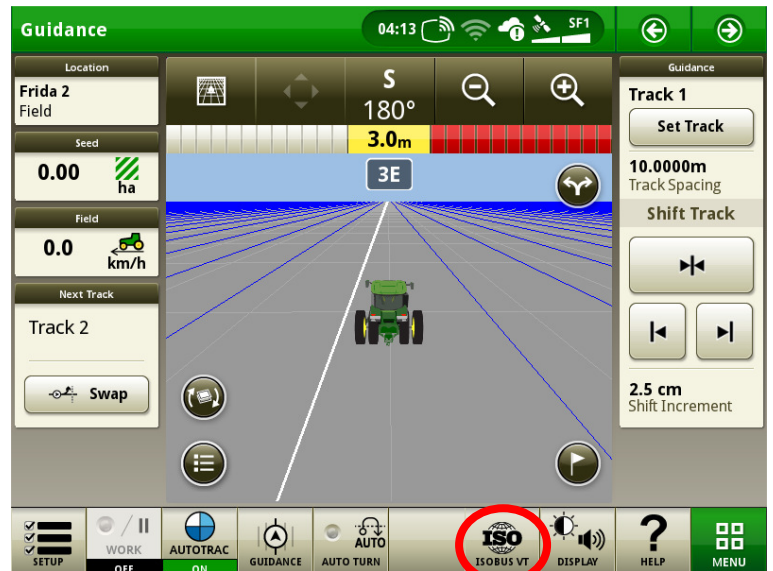 Guidance
04:13
SF1
Location
Frida 2
Field
Seed
0.00
ha
Field
0.0
km/h
Next Track
Track 2
Swap
S
180°
3.0m
3E
Guidance
Track 1
Set Track
10.0000m
Track Spacing
Shift Track
2.5 cm
Shift Increment
SETUP
WORK
OFF
AUTOTRAC
ON
GUIDANCE
AUTO
AUTO TURN
ISO
ISOBUS VT
DISPLAY
?
HELP
MENU